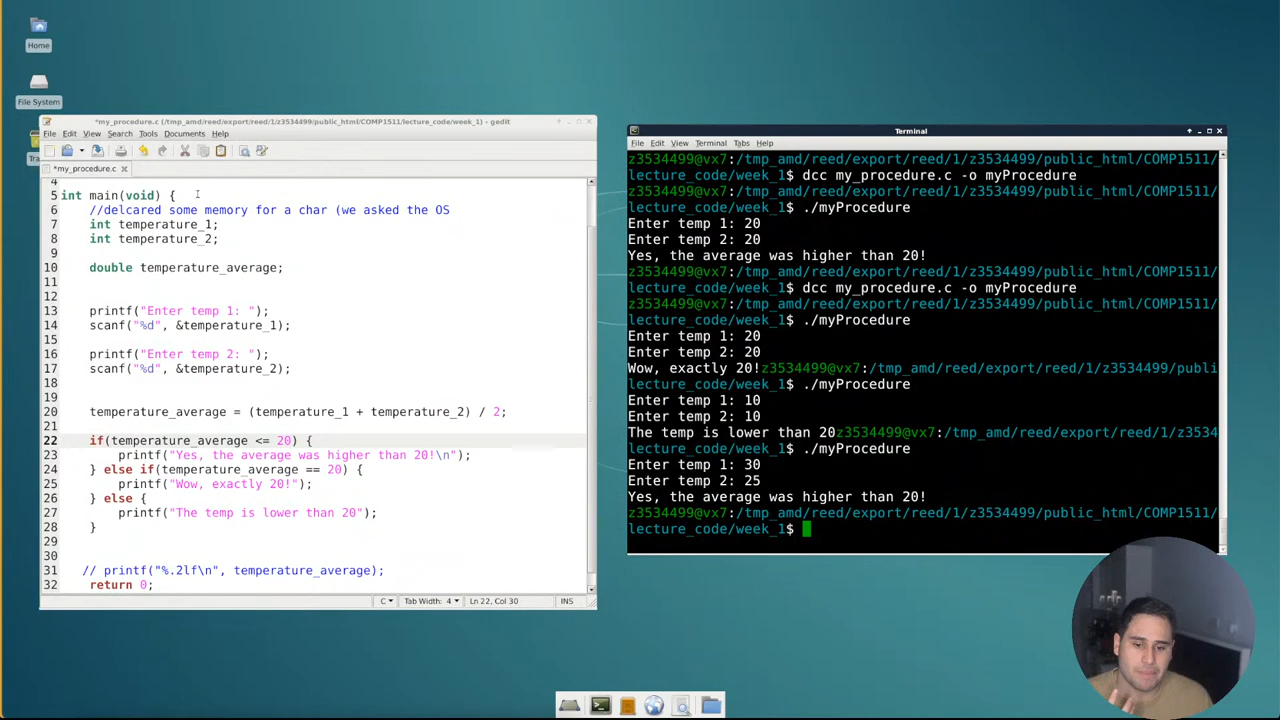 Home
File System
*my_procedure.c (/tmp_amd/reed/export/reed/1/z3534499/public_html/COMP1511/lecture_code/week_1) - gedit
File Edit View Search Tools Documents Help
*my_procedure.c
4
5 int main(void) {
6 //delcared some memory for a char (we asked the OS
7 int temperature_1;
8 int temperature_2;
9
10 double temperature_average;
11
12
13 printf("Enter temp 1: ");
14 scanf("%d", &temperature_1);
15
16 printf("Enter temp 2: ");
17 scanf("%d", &temperature_2);
18
19
20 temperature_average = (temperature_1 + temperature_2) / 2;
21
22 if(temperature_average <= 20) {
23 printf("Yes, the average was higher than 20!\n");
24 } else if(temperature_average == 20) {
25 printf("Wow, exactly 20!");
26 } else {
27 printf("The temp is lower than 20");
28 }
29
30
31 // printf("%.2lf\n", temperature_average);
32 return 0;
C Tab Width: 4 Ln 22, Col 30 INS
Terminal
File Edit View Terminal Tabs Help
z3534499@vx7:/tmp_amd/reed/export/reed/1/z3534499/public_html/COMP1511/
lecture_code/week_1$ dcc my_procedure.c -o myProcedure
z3534499@vx7:/tmp_amd/reed/export/reed/1/z3534499/public_html/COMP1511/
lecture_code/week_1$ ./myProcedure
Enter temp 1: 20
Enter temp 2: 20
Yes, the average was higher than 20!
z3534499@vx7:/tmp_amd/reed/export/reed/1/z3534499/public_html/COMP1511/
lecture_code/week_1$ dcc my_procedure.c -o myProcedure
z3534499@vx7:/tmp_amd/reed/export/reed/1/z3534499/public_html/COMP1511/
lecture_code/week_1$ ./myProcedure
Enter temp 1: 20
Enter temp 2: 20
Wow, exactly 20!z3534499@vx7:/tmp_amd/reed/export/reed/1/z3534499/publi
lecture_code/week_1$ ./myProcedure
Enter temp 1: 10
Enter temp 2: 10
The temp is lower than 20z3534499@vx7:/tmp_amd/reed/export/reed/1/z3534
lecture_code/week_1$ ./myProcedure
Enter temp 1: 30
Enter temp 2: 25
Yes, the average was higher than 20!
z3534499@vx7:/tmp_amd/reed/export/reed/1/z3534499/public_html/COMP1511/
lecture_code/week_1$